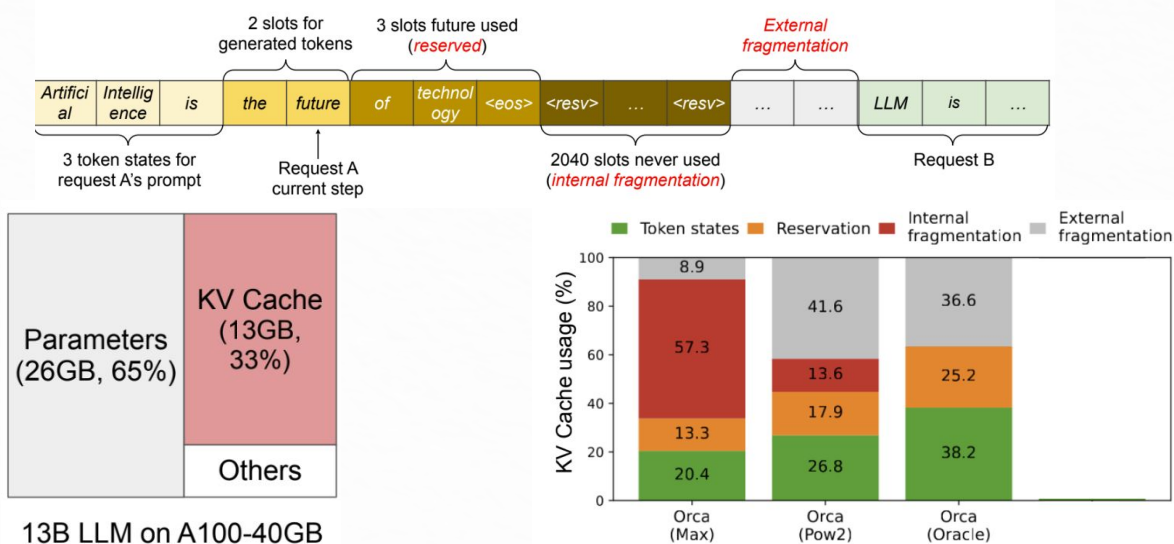 2 slots for
generated tokens
3 slots future used
(reserved)
External
fragmentation
Artifici
al
Intellig
ence
is
the
future
of
technol
ogy
<eos>
<resv>
...
<resv>
...
...
LLM
is
...
3 token states for
request A's prompt
Request A
current step
2040 slots never used
(internal fragmentation)
Request B
Parameters
(26GB, 65%)
KV Cache
(13GB,
33%)
Others
13B LLM on A100-40GB
Token states
Reservation
Internal
fragmentation
External
fragmentation
KV Cache usage (%)
100
80
60
40
20
0
8.9
57.3
13.3
20.4
41.6
13.6
17.9
26.8
36.6
25.2
38.2
Orca
(Max)
Orca
(Pow2)
Orca
(Oracle)